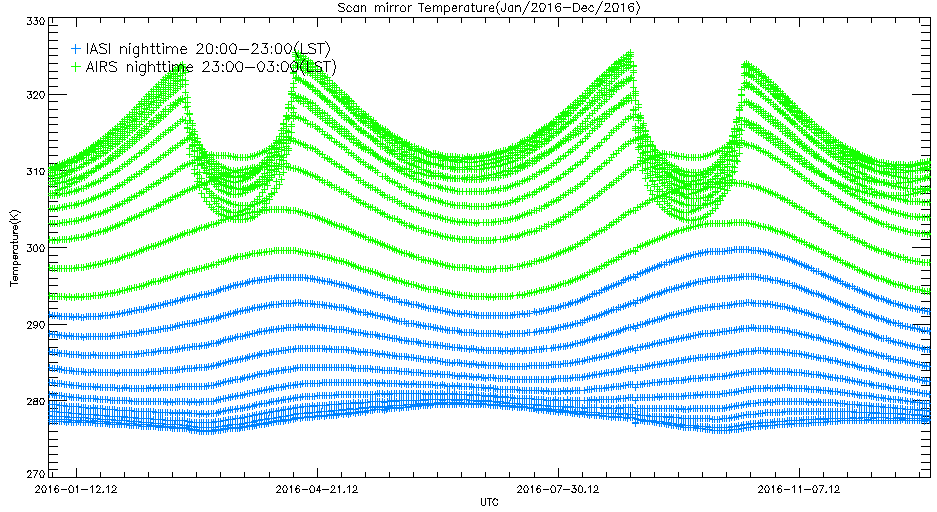 Scan mirror Temperature(Jan/2016-Dec/2016)
330
+ IASI nighttime 20:00-23:00(LST)
+ AIRS nighttime 23:00-03:00(LST)
320
310
300
290
280
270
Temperature(K)
2016-01-12.12 2016-04-21.12 2016-07-30.12 2016-11-07.12
UTC